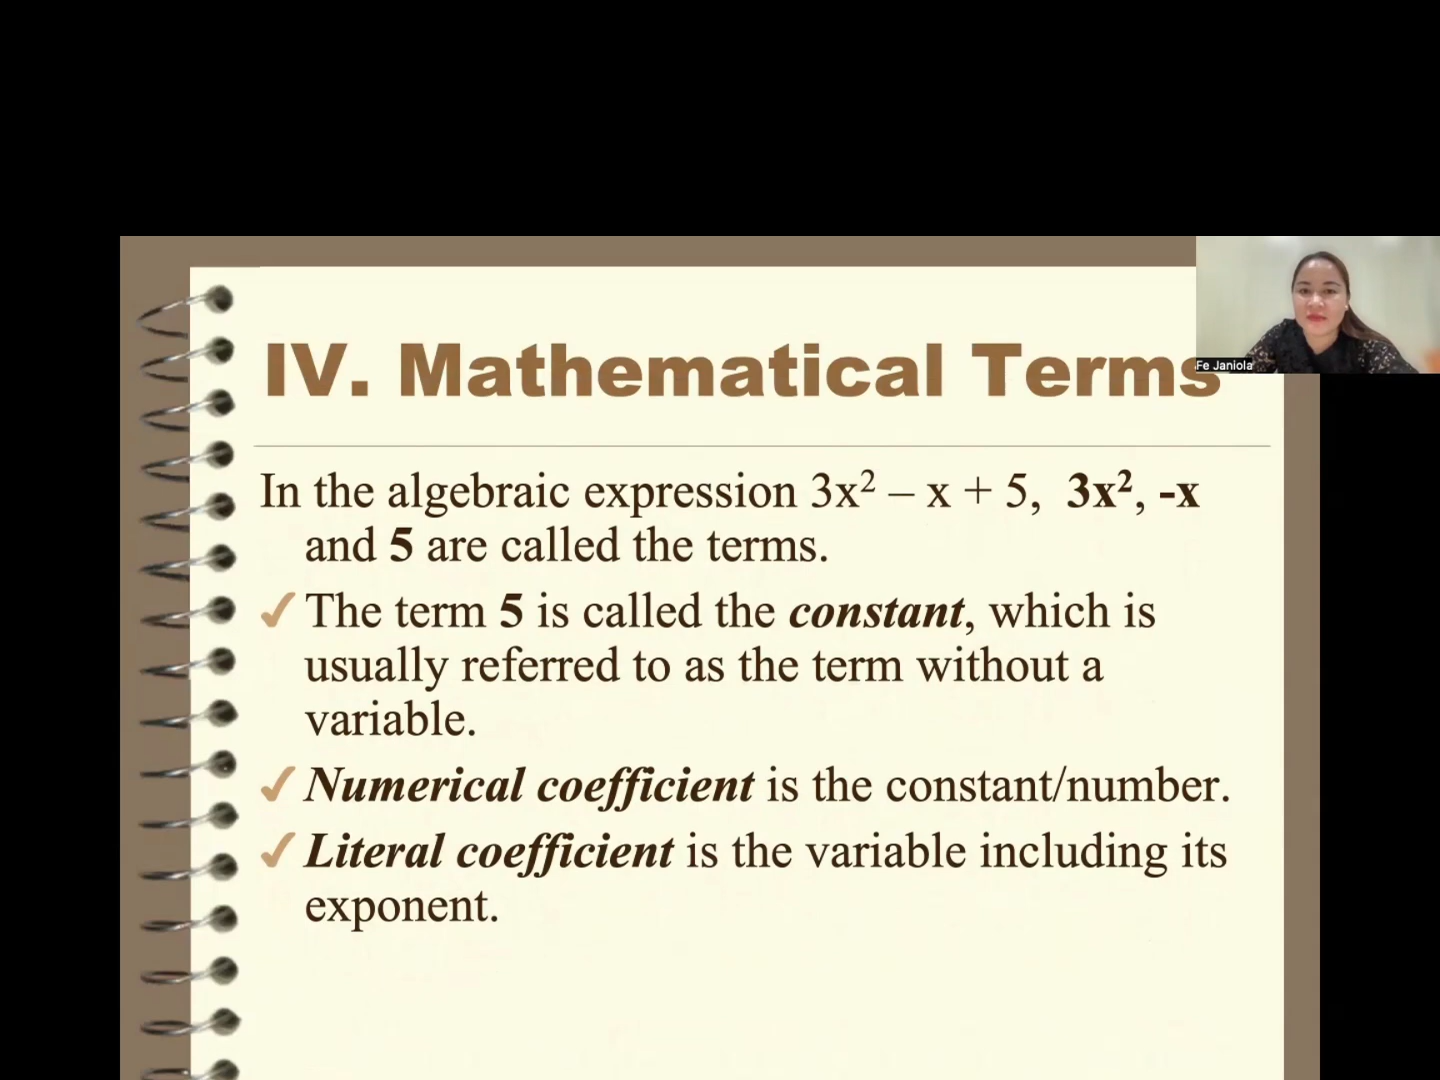 Fe Janiola
IV. Mathematical Terms
In the algebraic expression 3x² – x + 5, 3x², -x
and 5 are called the terms.
✓ The term 5 is called the constant, which is
usually referred to as the term without a
variable.
✓ Numerical coefficient is the constant/number.
✓ Literal coefficient is the variable including its
exponent.